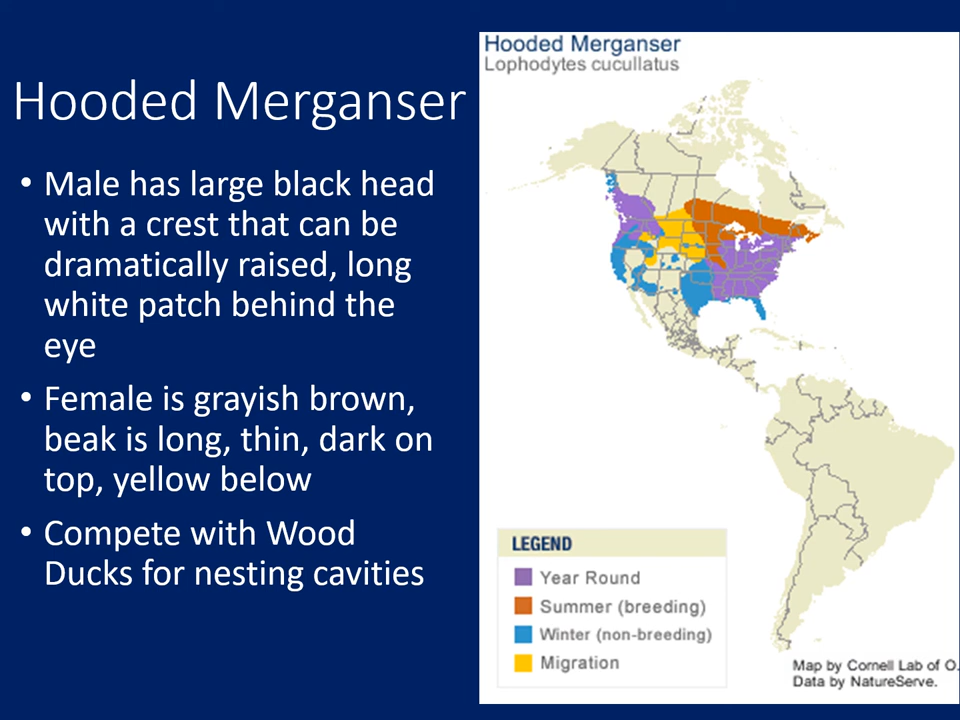 Hooded Merganser
• Male has large black head
with a crest that can be
dramatically raised, long
white patch behind the
eye
• Female is grayish brown,
beak is long, thin, dark on
top, yellow below
• Compete with Wood
Ducks for nesting cavities
Hooded Merganser
Lophodytes cucullatus
LEGEND
Year Round
Summer (breeding)
Winter (non-breeding)
Migration
Map by Cornell Lab of O.
Data by NatureServe.